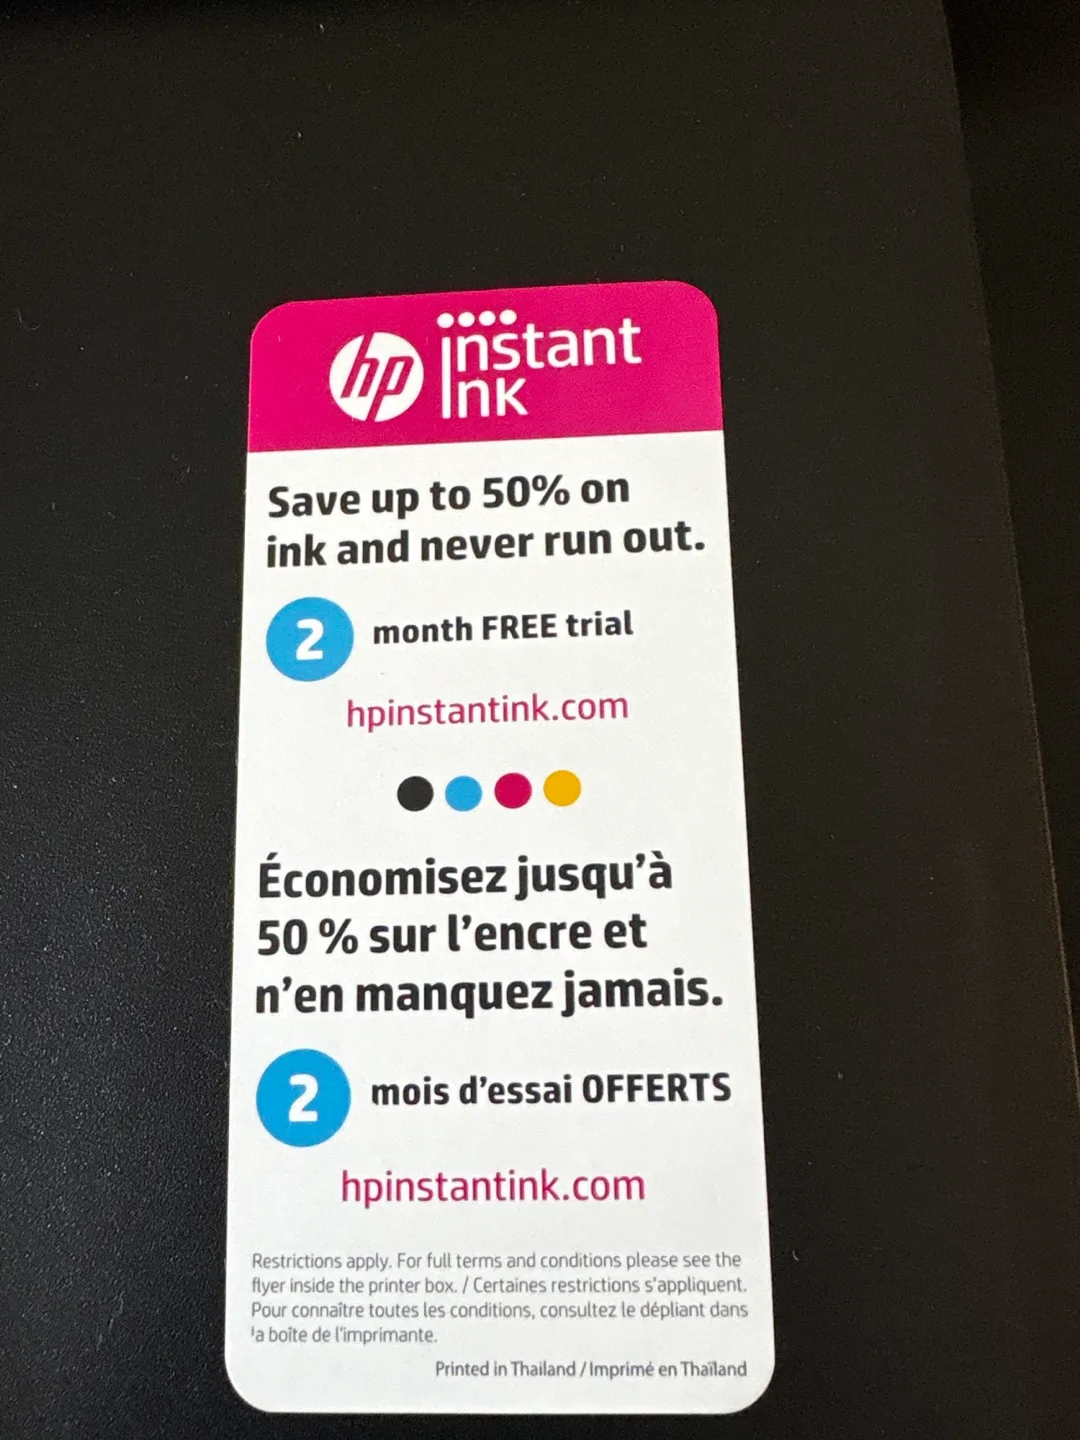 hp instant
ink
Save up to 50% on
ink and never run out.
2 month FREE trial
hpinstantink.com
Économisez jusqu'à
50 % sur l'encre et
n'en manquez jamais.
2 mois d'essai OFFERTS
hpinstantink.com
Restrictions apply. For full terms and conditions please see the
flyer inside the printer box. / Certaines restrictions s'appliquent.
Pour connaître toutes les conditions, consultez le dépliant dans
la boîte de l'imprimante.
Printed in Thailand / Imprimé en Thaïland